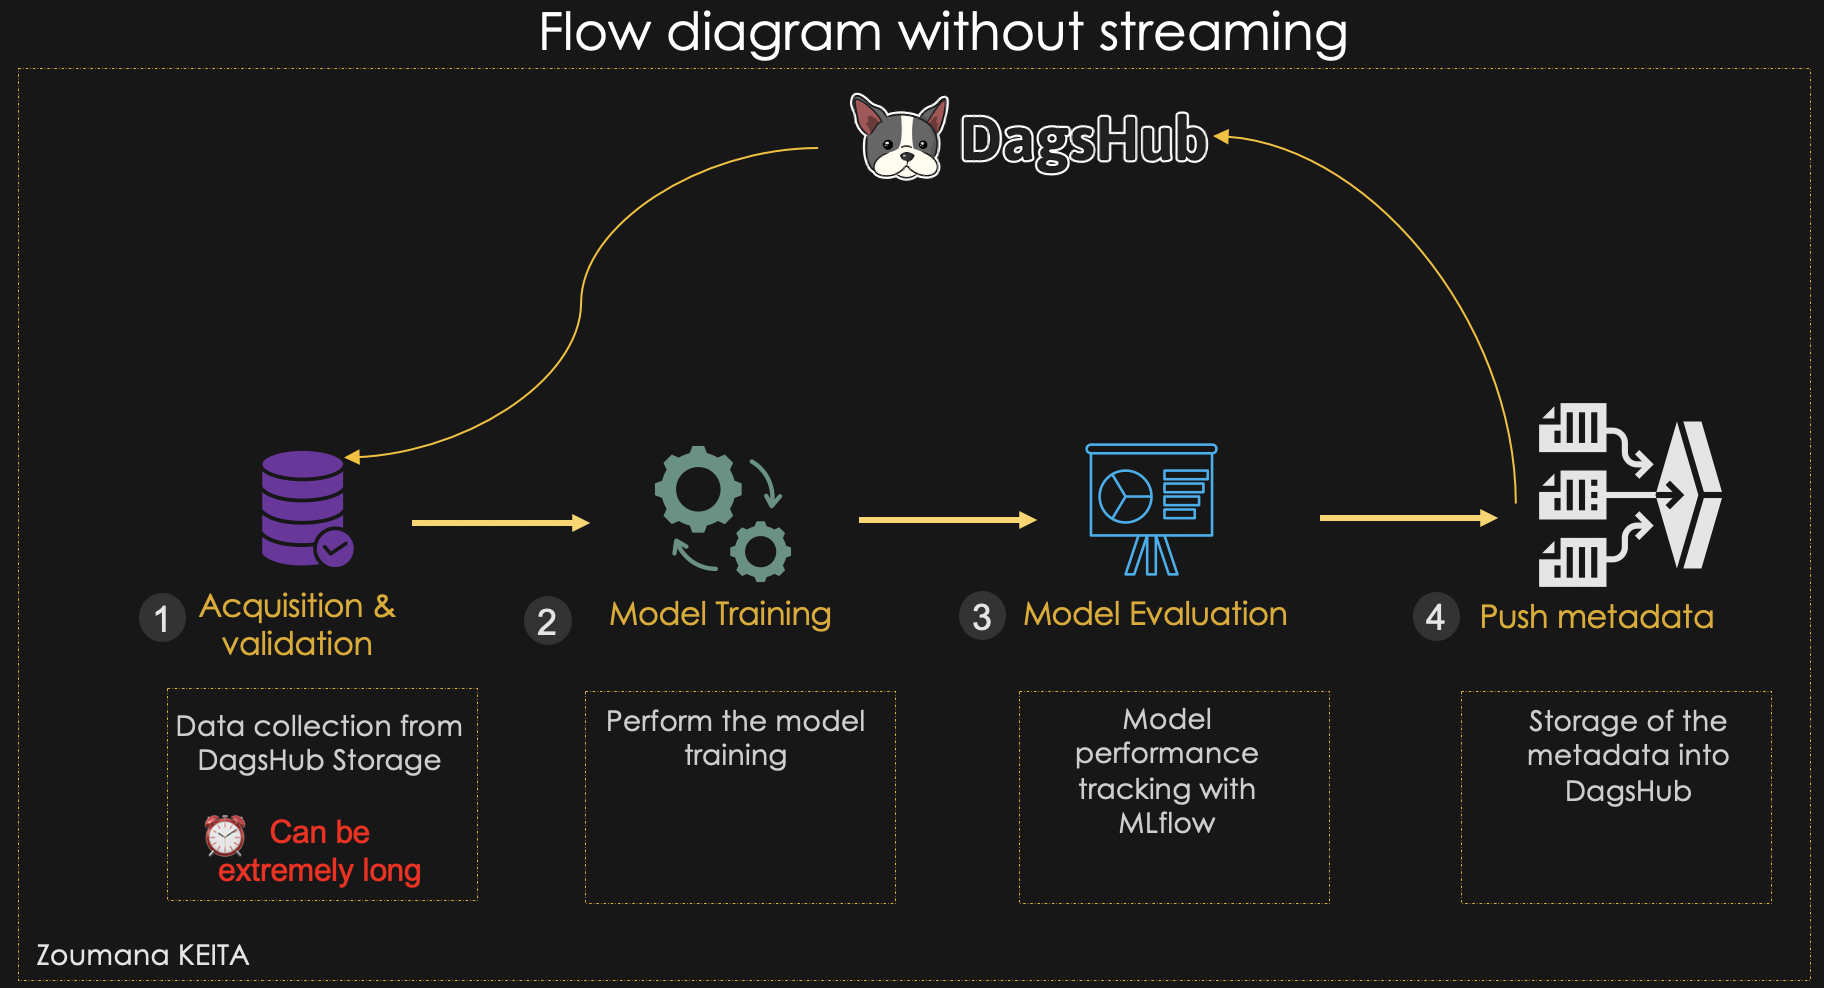 Flow diagram without streaming
DagsHub
1
Acquisition &
validation
2
Model Training
3
Model Evaluation
4
Push metadata
Data collection from
DagsHub Storage
Can be
extremely long
Perform the model
training
Model
performance
tracking with
MLflow
Storage of the
metadata into
DagsHub
Zoumana KEITA